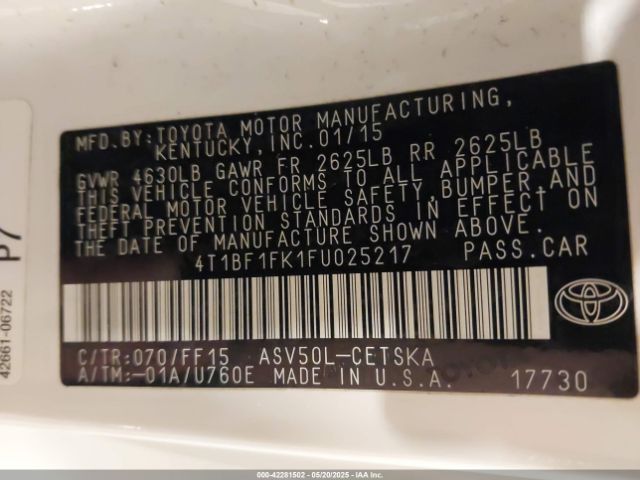 MFD.BY:TOYOTA MOTOR MANUFACTURING,
KENTUCKY,INC.01/15
GVWR 4630LB GAWR FR 2625LB RR 2625LB
THIS VEHICLE CONFORMS TO ALL APPLICABLE
FEDERAL MOTOR VEHICLE SAFETY,BUMPER,AND
THEFT PREVENTION STANDARDS IN EFFECT ON
THE DATE OF MANUFACTURE SHOWN ABOVE.
4T1BF1FK1FU025217 PASS.CAR
C/TR:070/FF15 ASV50L-CETSKA
A/TM:-01A/U760E MADE IN U.S.A. 17730
TOYOTA
P7
42661-06722
000-42281502 — 05/20/2025 — IAA Inc.